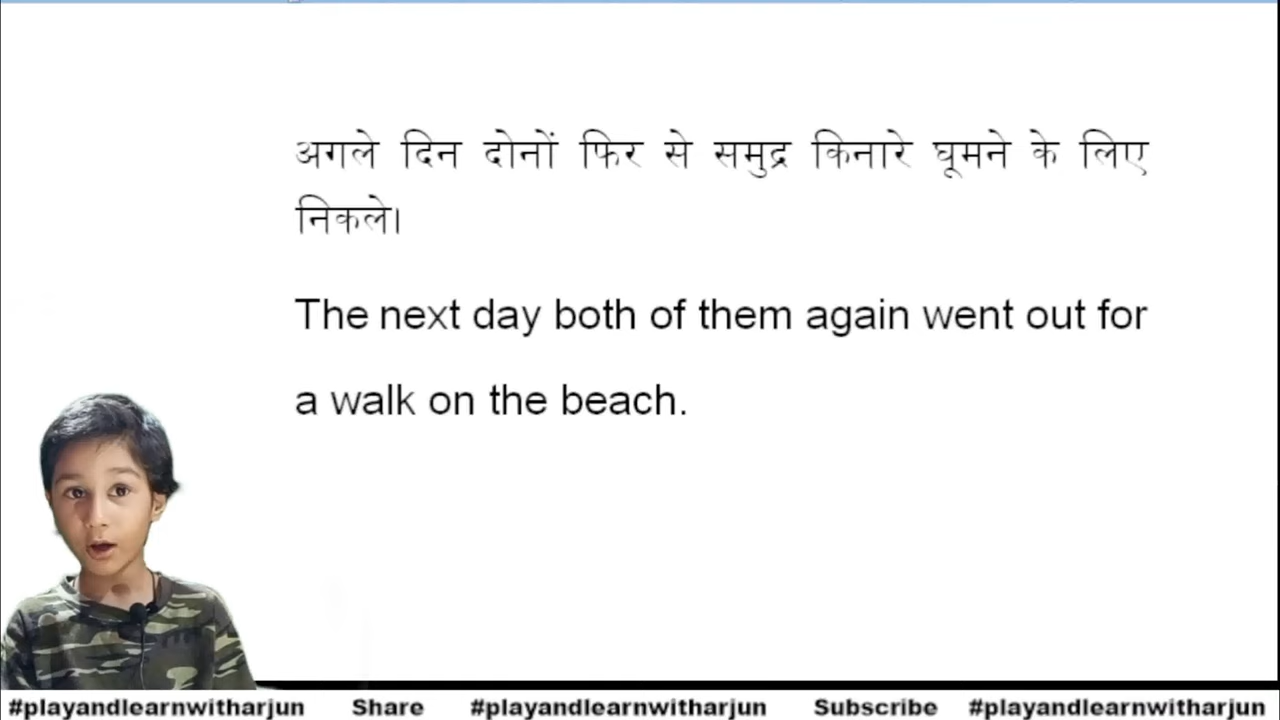 अगले दिन दोनों फिर से समुद्र किनारे घूमने के लिए
निकले।
The next day both of them again went out for
a walk on the beach.
#playandlearnwitharjun Share #playandlearnwitharjun Subscribe #playandlearnwitharjun